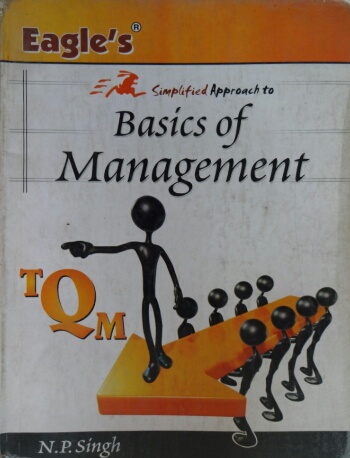 Eagle's®
Simplified Approach to
Basics of
Management
TQM
N.P. Singh